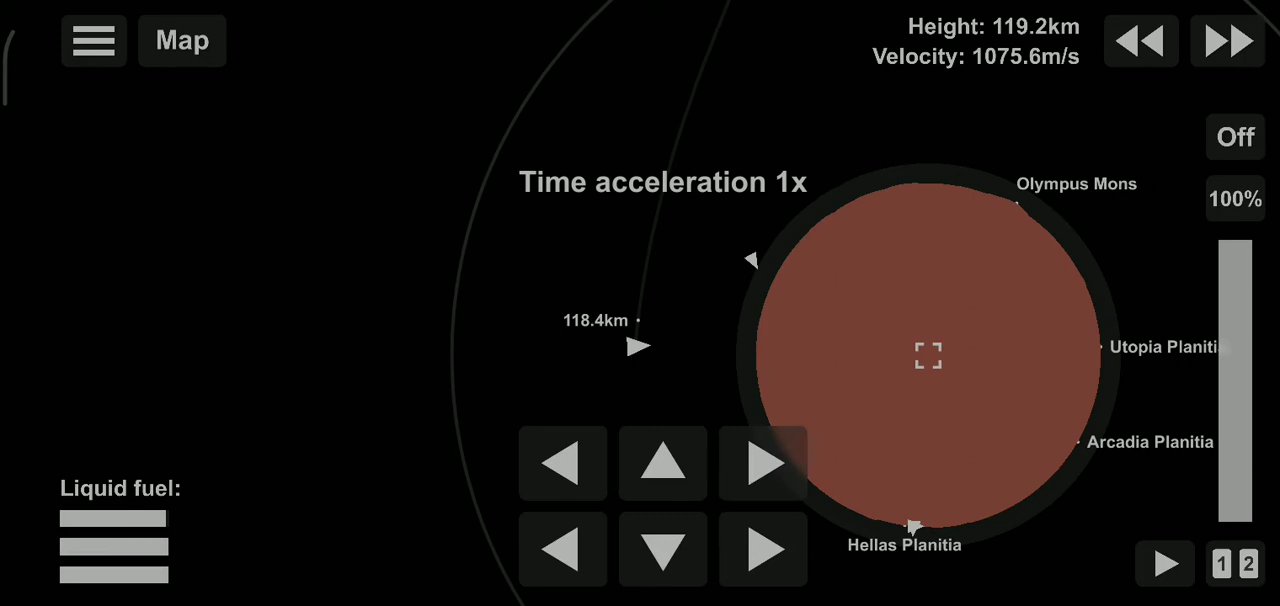 Map
Height: 119.2km
Velocity: 1075.6m/s
Off
100%
Time acceleration 1x
Olympus Mons
118.4km
Utopia Planitia
Arcadia Planitia
Liquid fuel:
Hellas Planitia
1 2